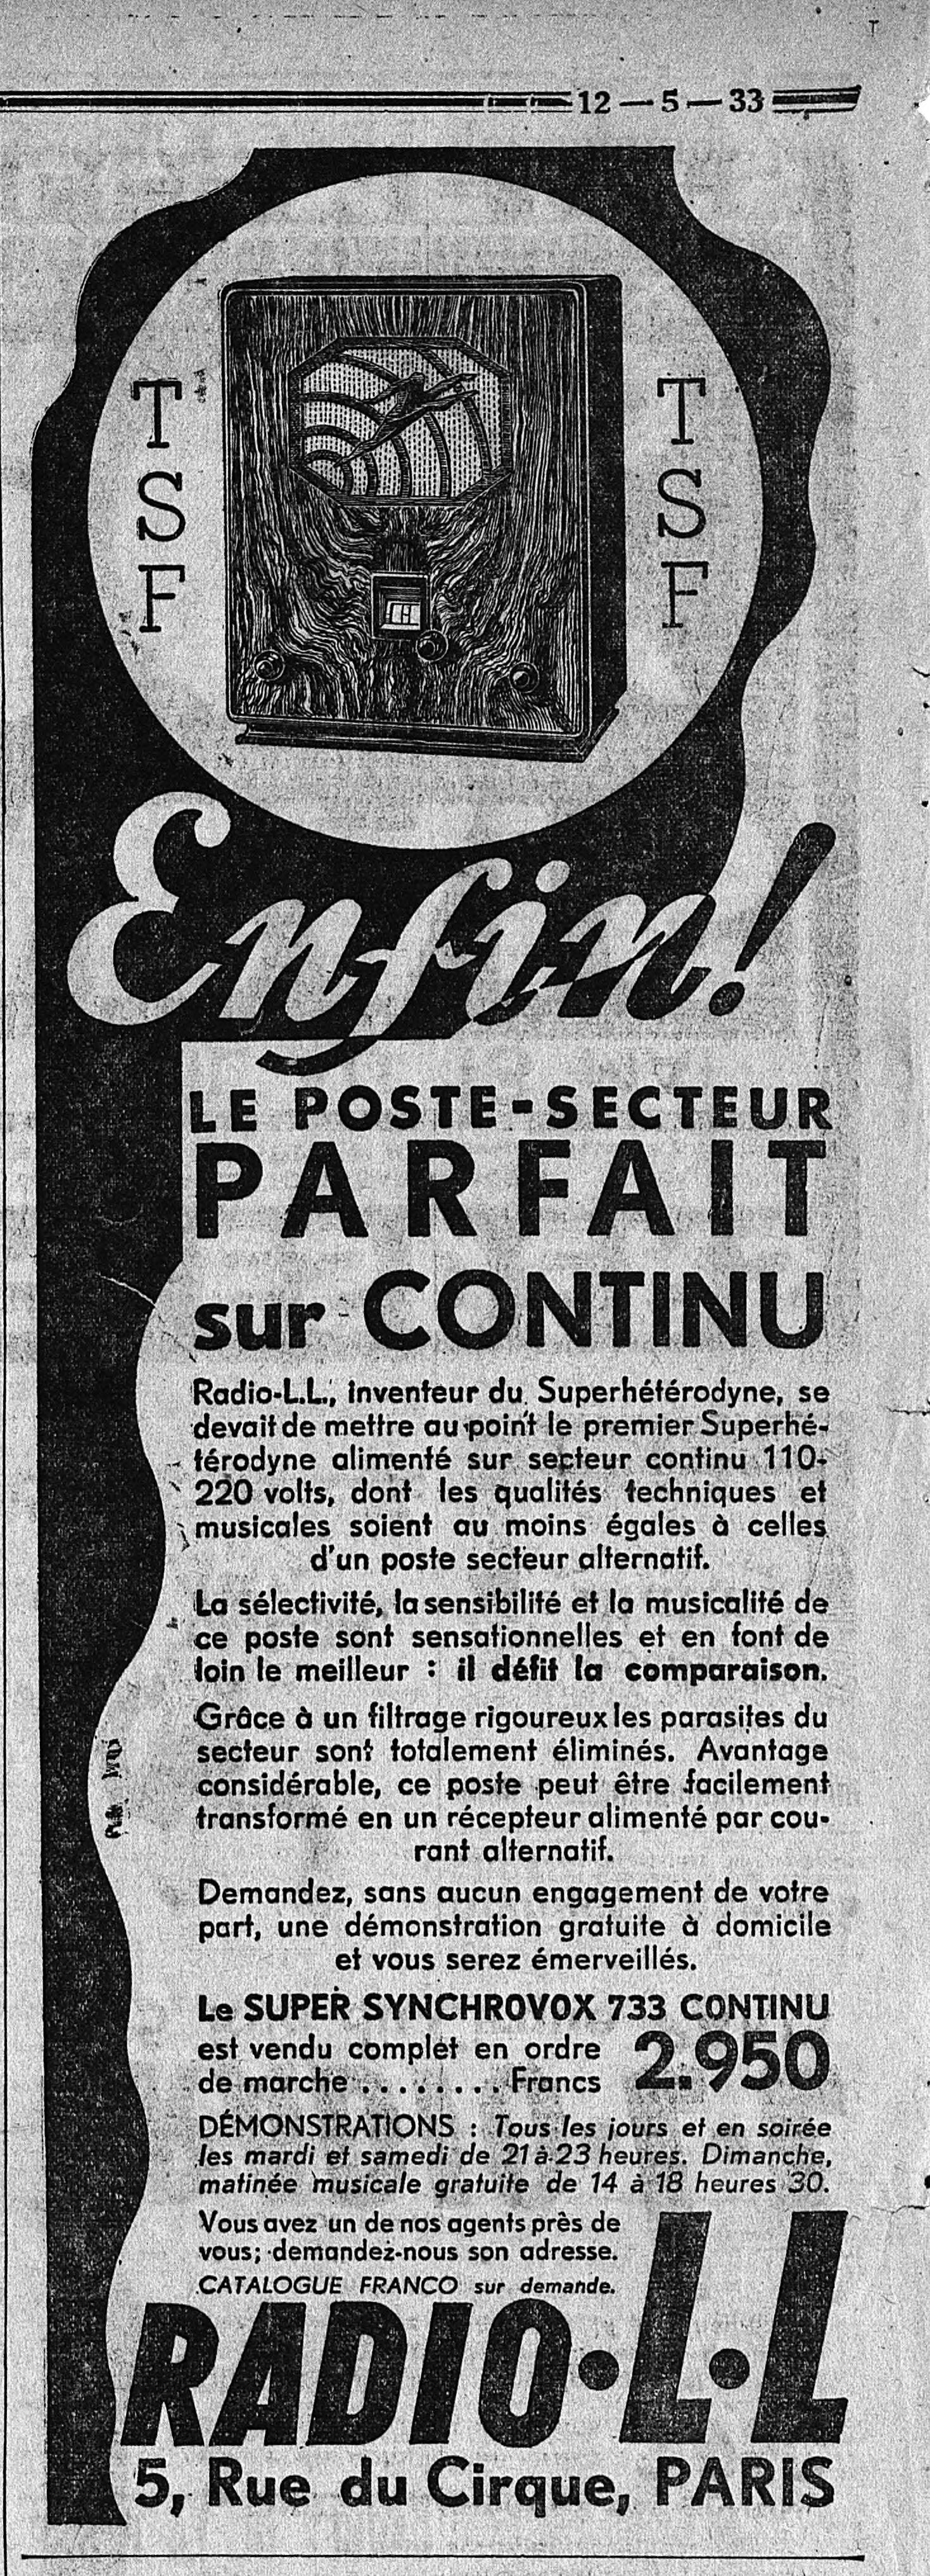 12 — 5 — 33
T
S
F
T
S
F
Enfin!
LE POSTE-SECTEUR
PARFAIT
sur CONTINU
Radio-L.L., inventeur du Superhétérodyne, se
devait de mettre au point le premier Superhé-
térodyne alimenté sur secteur continu 110-
220 volts, dont les qualités techniques et
musicales soient au moins égales à celles
d'un poste secteur alternatif.
La sélectivité, la sensibilité et la musicalité de
ce poste sont sensationnelles et en font de
loin le meilleur : il défit la comparaison.
Grâce à un filtrage rigoureux les parasites du
secteur sont totalement éliminés. Avantage
considérable, ce poste peut être facilement
transformé en un récepteur alimenté par cou-
rant alternatif.
Demandez, sans aucun engagement de votre
part, une démonstration gratuite à domicile
et vous serez émerveillés.
Le SUPER SYNCHROVOX 733 CONTINU
est vendu complet en ordre
de marche ........ Francs 2.950
DÉMONSTRATIONS : Tous les jours et en soirée
les mardi et samedi de 21 à 23 heures. Dimanche,
matinée musicale gratuite de 14 à 18 heures 30.
Vous avez un de nos agents près de
vous; demandez-nous son adresse.
CATALOGUE FRANCO sur demande.
RADIO•L•L
5, Rue du Cirque, PARIS